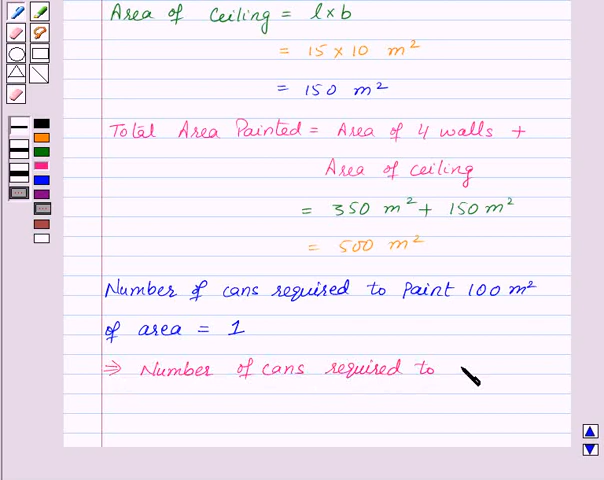 Area of Ceiling = l x b
= 15 x 10 m²
= 150 m²
Total Area Painted = Area of 4 walls +
Area of ceiling
= 350 m² + 150 m²
= 500 m²
Number of cans required to paint 100 m²
of area = 1
⇒ Number of cans required to